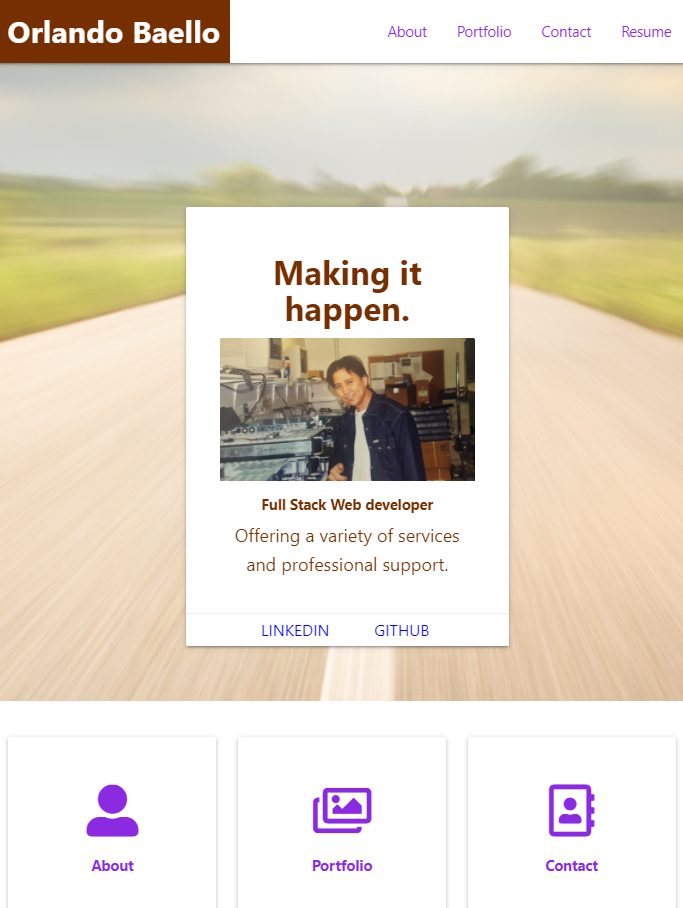 Orlando Baello
About Portfolio Contact Resume
Making it
happen.
Full Stack Web developer
Offering a variety of services
and professional support.
LINKEDIN GITHUB
About Portfolio Contact